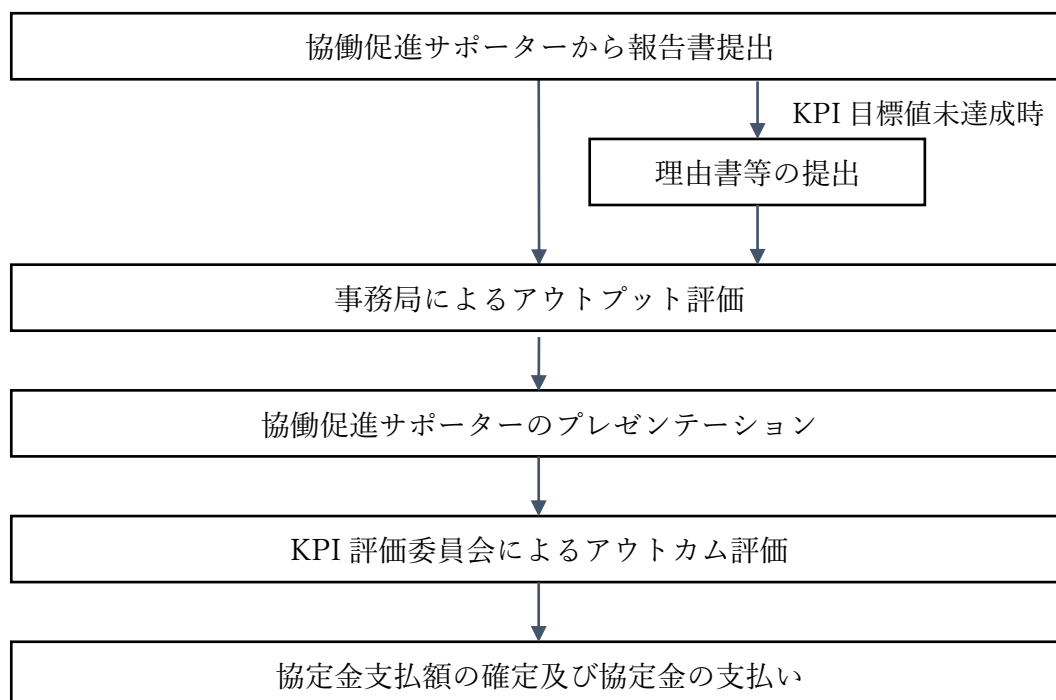 協働促進サポーターから報告書提出
KPI 目標値未達成時
理由書等の提出
事務局によるアウトプット評価
協働促進サポーターのプレゼンテーション
KPI 評価委員会によるアウトカム評価
協定金支払額の確定及び協定金の支払い